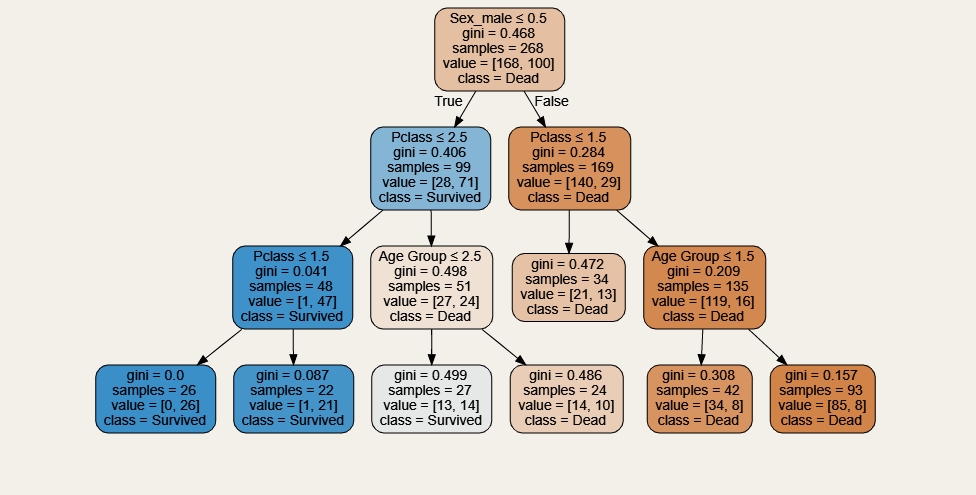 Sex_male ≤ 0.5
gini = 0.468
samples = 268
value = [168, 100]
class = Dead
True
False
Pclass ≤ 2.5
gini = 0.406
samples = 99
value = [28, 71]
class = Survived
Pclass ≤ 1.5
gini = 0.284
samples = 169
value = [140, 29]
class = Dead
Pclass ≤ 1.5
gini = 0.041
samples = 48
value = [1, 47]
class = Survived
Age Group ≤ 2.5
gini = 0.498
samples = 51
value = [27, 24]
class = Dead
gini = 0.472
samples = 34
value = [21, 13]
class = Dead
Age Group ≤ 1.5
gini = 0.209
samples = 135
value = [119, 16]
class = Dead
gini = 0.0
samples = 26
value = [0, 26]
class = Survived
gini = 0.087
samples = 22
value = [1, 21]
class = Survived
gini = 0.499
samples = 27
value = [13, 14]
class = Survived
gini = 0.486
samples = 24
value = [14, 10]
class = Dead
gini = 0.308
samples = 42
value = [34, 8]
class = Dead
gini = 0.157
samples = 93
value = [85, 8]
class = Dead